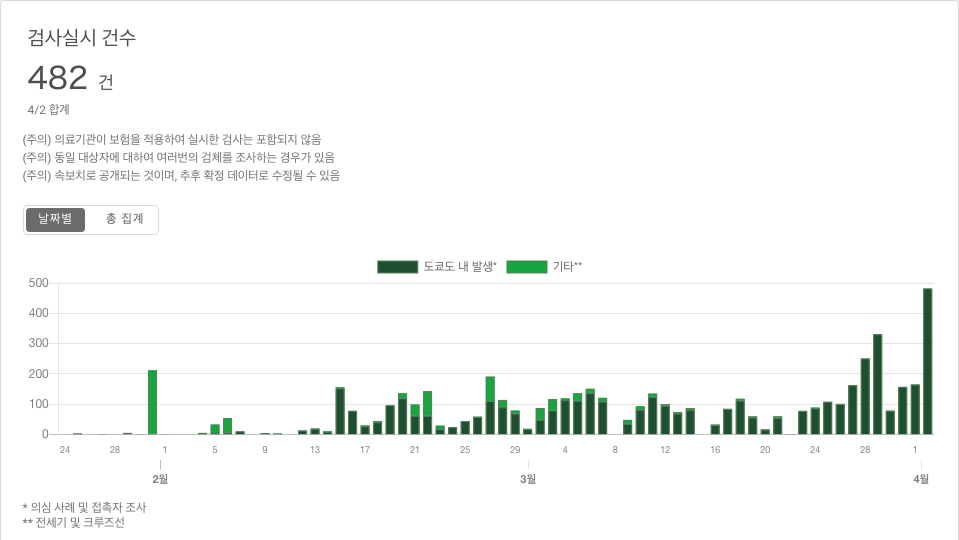 검사실시 건수
482 건
4/2 합계
(주의) 의료기관이 보험을 적용하여 실시한 검사는 포함되지 않음
(주의) 동일 대상자에 대하여 여러번의 검체를 조사하는 경우가 있음
(주의) 속보치로 공개되는 것이며, 추후 확정 데이터로 수정될 수 있음
날짜별 총 집계
도쿄도 내 발생* 기타**
500
400
300
200
100
0
24 28 1 5 9 13 17 21 25 29 4 8 12 16 20 24 28 1
2월 3월 4월
* 의심 사례 및 접촉자 조사
** 전세기 및 크루즈선